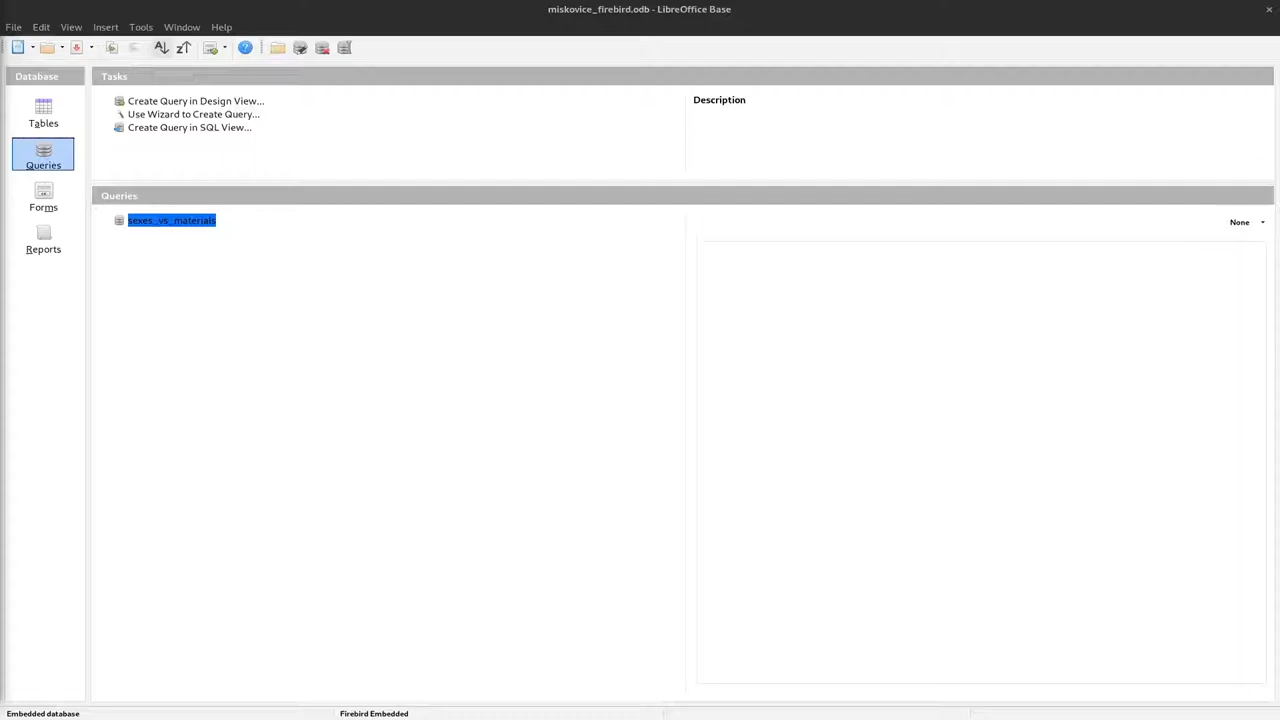 miskovice_firebird.odb - LibreOffice Base
File Edit View Insert Tools Window Help
Database
Tasks
Tables
Queries
Forms
Reports
Create Query in Design View...
Use Wizard to Create Query...
Create Query in SQL View...
Description
Queries
sexes_vs_materials
None
Embedded database
Firebird Embedded